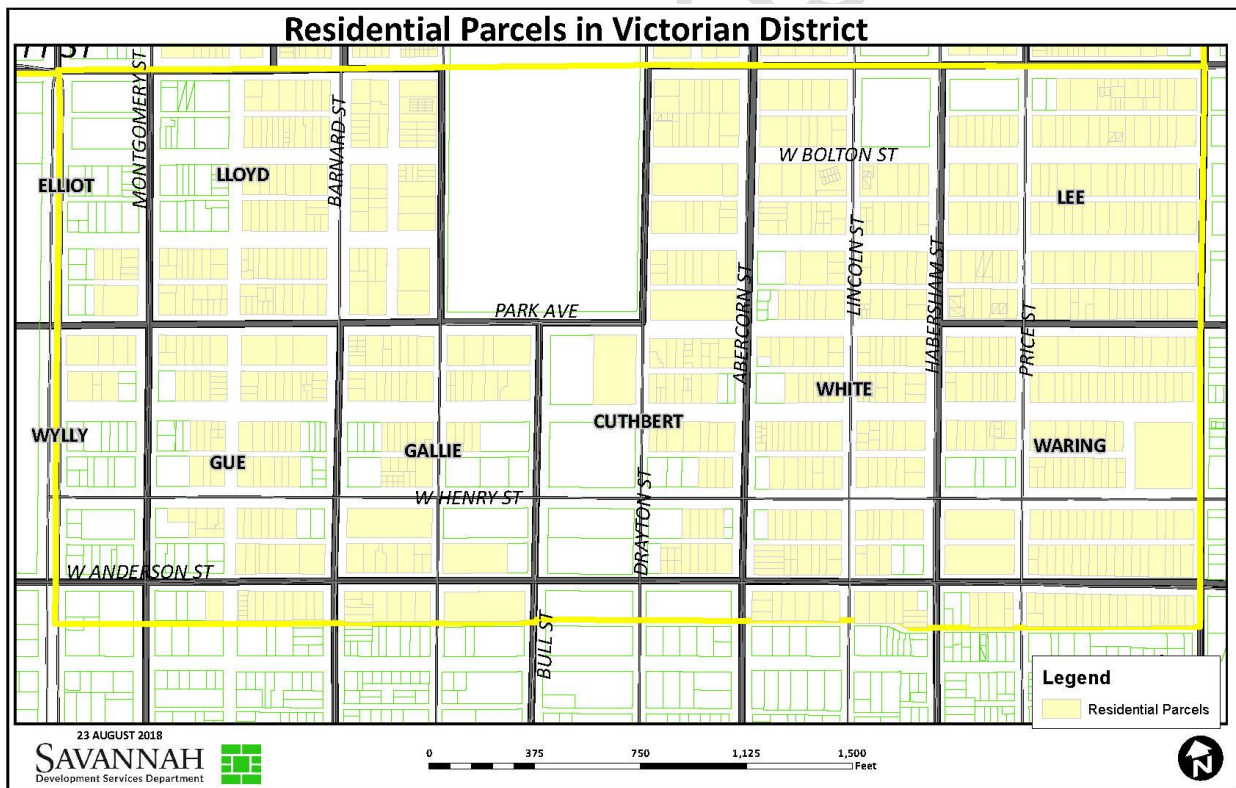 Residential Parcels in Victorian District
MONTGOMERY ST
BARNARD ST
W BOLTON ST
ELLIOT
LLOYD
LEE
LINCOLN ST
HABERSHAM ST
ABERCORN ST
PARK AVE
PRICE ST
WHITE
CUTHBERT
WYLLY
GUE
GALLIE
WARING
W HENRY ST
DRAYTON ST
W ANDERSON ST
BULL ST
Legend
Residential Parcels
23 AUGUST 2018
SAVANNAH
Development Services Department
0 375 750 1,125 1,500
Feet
N